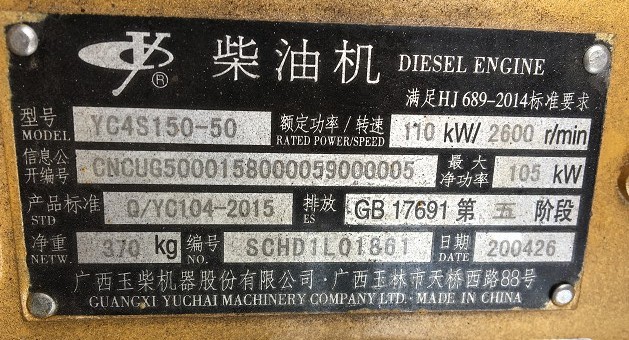 柴油机 DIESEL ENGINE
满足HJ 689-2014标准要求
型号 MODEL YC4S150-50 额定功率/转速 RATED POWER/SPEED 110 kW/ 2600 r/min
信息公开编号 CNCUG5000158000059000005 最大净功率 105 kW
产品标准 STD Q/YC104-2015 排放 ES GB 17691 第 五 阶段
净重 NETW. 370 kg 编号 NO. SCHD1L01861 日期 DATE 200426
广西玉柴机器股份有限公司·广西玉林市天桥西路88号
GUANGXI YUCHAI MACHINERY COMPANY LTD.·MADE IN CHINA